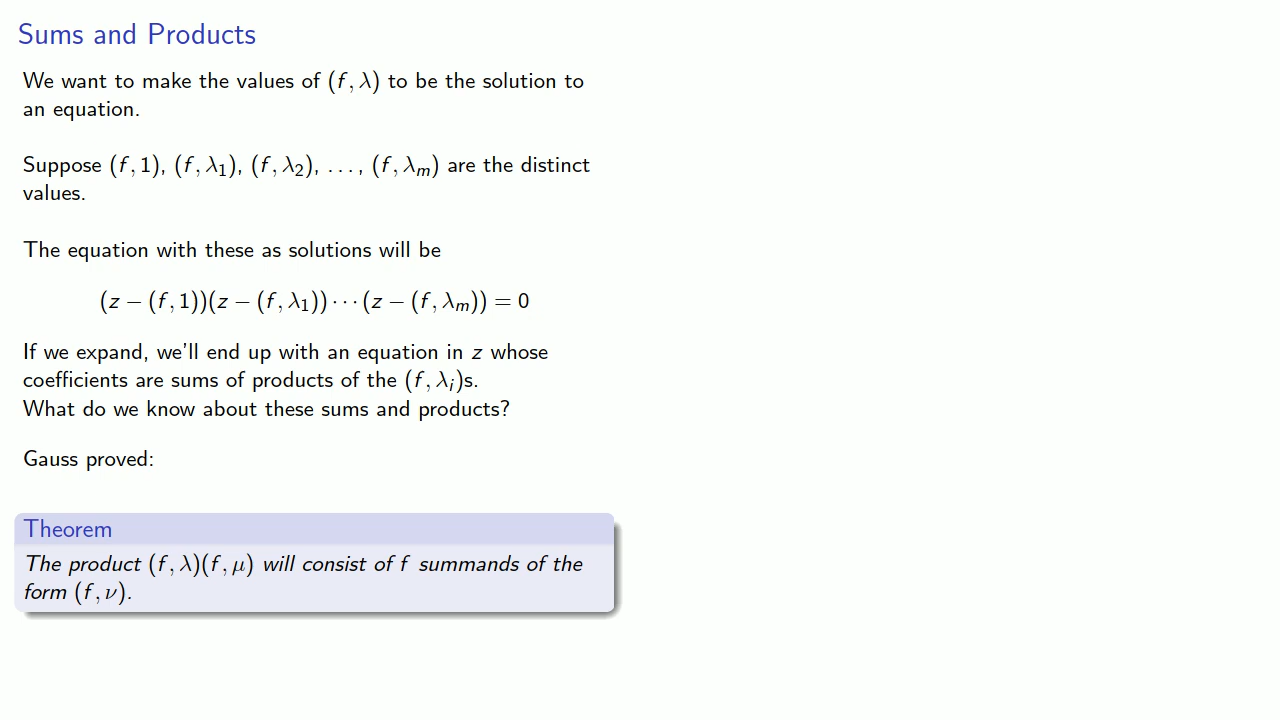 Sums and Products
We want to make the values of (f, λ) to be the solution to
an equation.
Suppose (f, 1), (f, λ₁), (f, λ₂), ..., (f, λₘ) are the distinct
values.
The equation with these as solutions will be
(z − (f, 1))(z − (f, λ₁)) ⋯ (z − (f, λₘ)) = 0
If we expand, we'll end up with an equation in z whose
coefficients are sums of products of the (f, λᵢ)s.
What do we know about these sums and products?
Gauss proved:
Theorem
The product (f, λ)(f, μ) will consist of f summands of the
form (f, ν).